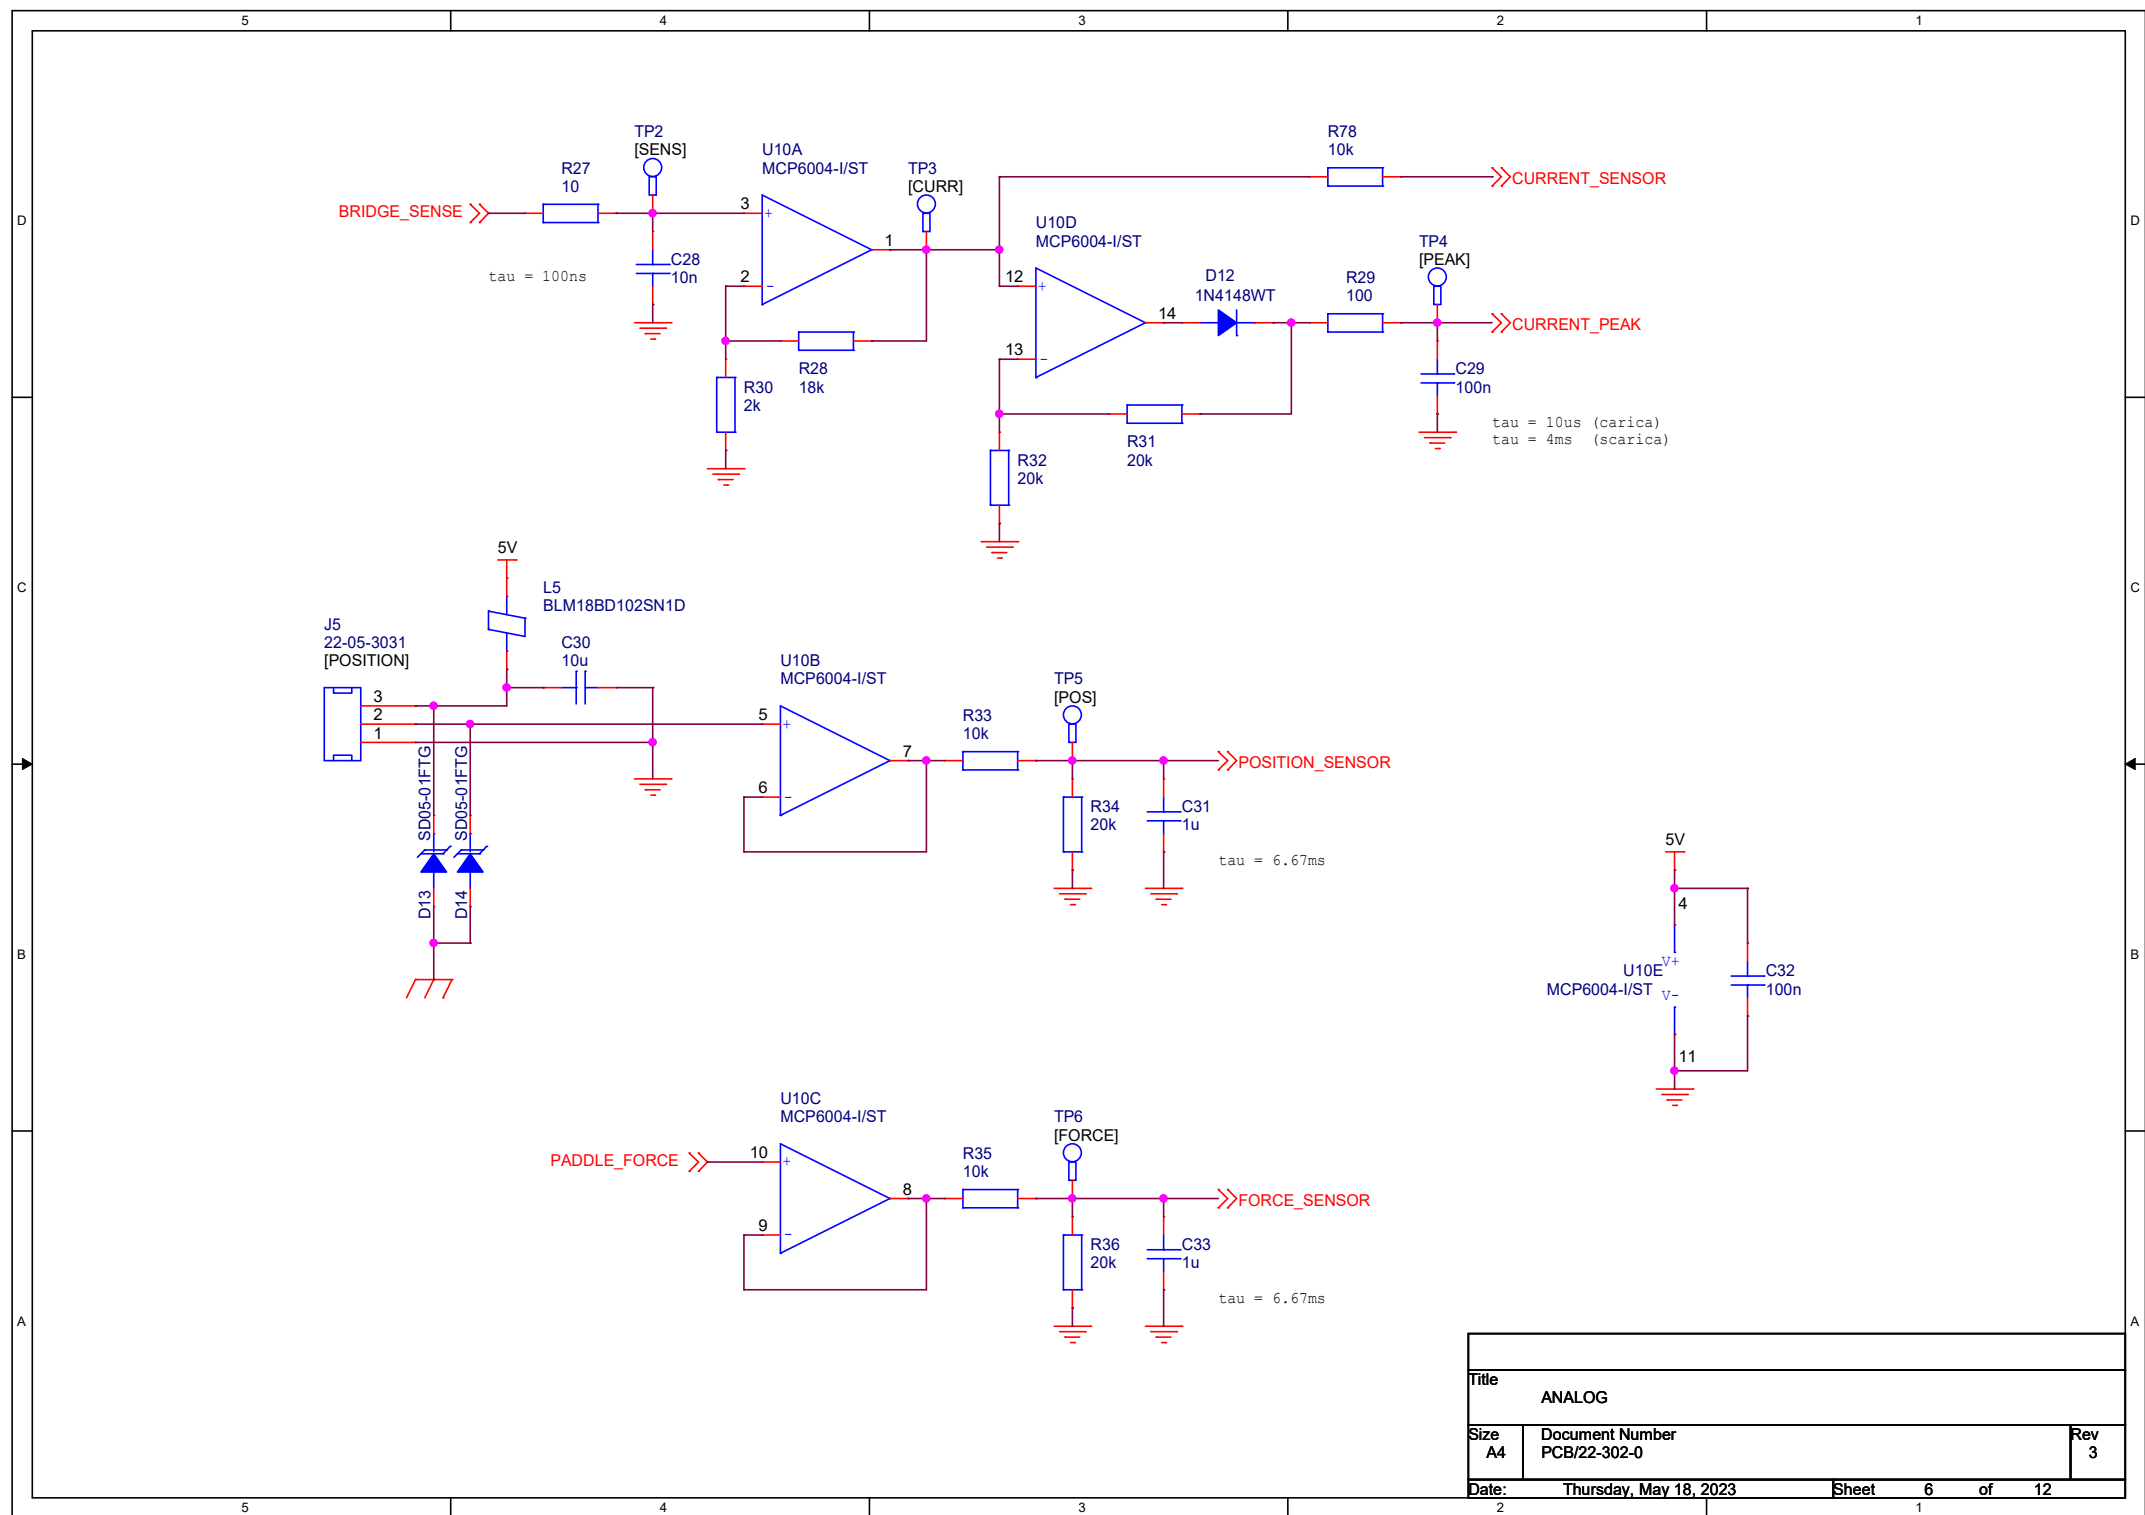 5 4 3 2 1
D
D
C
C
B
B
A
A
TP2
[SENS]
R27
10
BRIDGE_SENSE
tau = 100ns
C28
10n
U10A
MCP6004-I/ST
3
+
2
-
1
TP3
[CURR]
R28
18k
R30
2k
R78
10k
CURRENT_SENSOR
U10D
MCP6004-I/ST
12
+
13
-
14
D12
1N4148WT
R29
100
TP4
[PEAK]
CURRENT_PEAK
C29
100n
tau = 10us (carica)
tau = 4ms (scarica)
R31
20k
R32
20k
5V
L5
BLM18BD102SN1D
J5
22-05-3031
[POSITION]
C30
10u
3
2
1
SD05-01FTG
SD05-01FTG
D13
D14
U10B
MCP6004-I/ST
5
+
6
-
7
R33
10k
TP5
[POS]
POSITION_SENSOR
R34
20k
C31
1u
tau = 6.67ms
5V
4
V+
U10E
MCP6004-I/ST
V-
11
C32
100n
U10C
MCP6004-I/ST
PADDLE_FORCE
10
+
9
-
8
R35
10k
TP6
[FORCE]
FORCE_SENSOR
R36
20k
C33
1u
tau = 6.67ms
Title
ANALOG
Size
A4
Document Number
PCB/22-302-0
Rev
3
Date: Thursday, May 18, 2023 Sheet 6 of 12
5 4 3 2 1